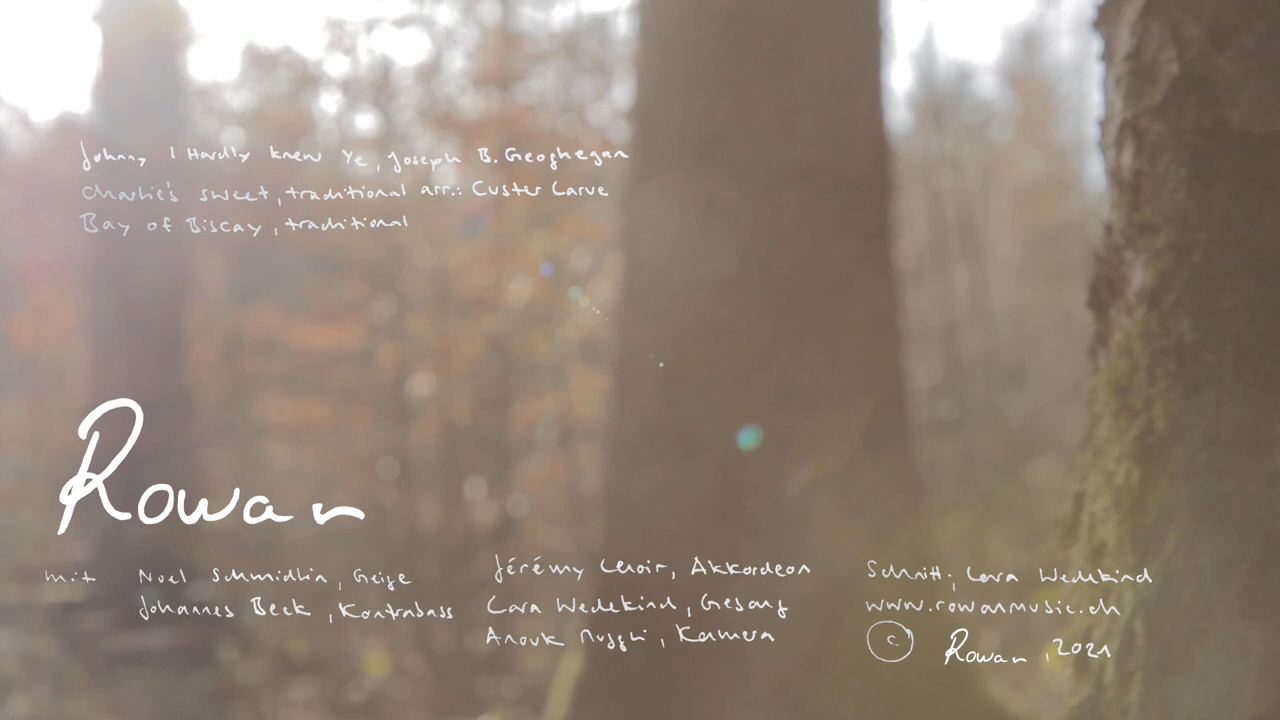 Johnny I Hardly knew Ye, Joseph B. Geoghegan
Charlie's sweet, traditional arr.: Custer Larue
Bay of Biscay, traditional
Rowan
mit Noel Schmidlin, Geige
Johannes Beck, Kontrabass
Jérémy Lenoir, Akkordeon
Cara Wedekind, Gesang
Anouk, Kamera
Schnitt: Cara Wedekind
www.rowanmusic.ch
© Rowan, 2021